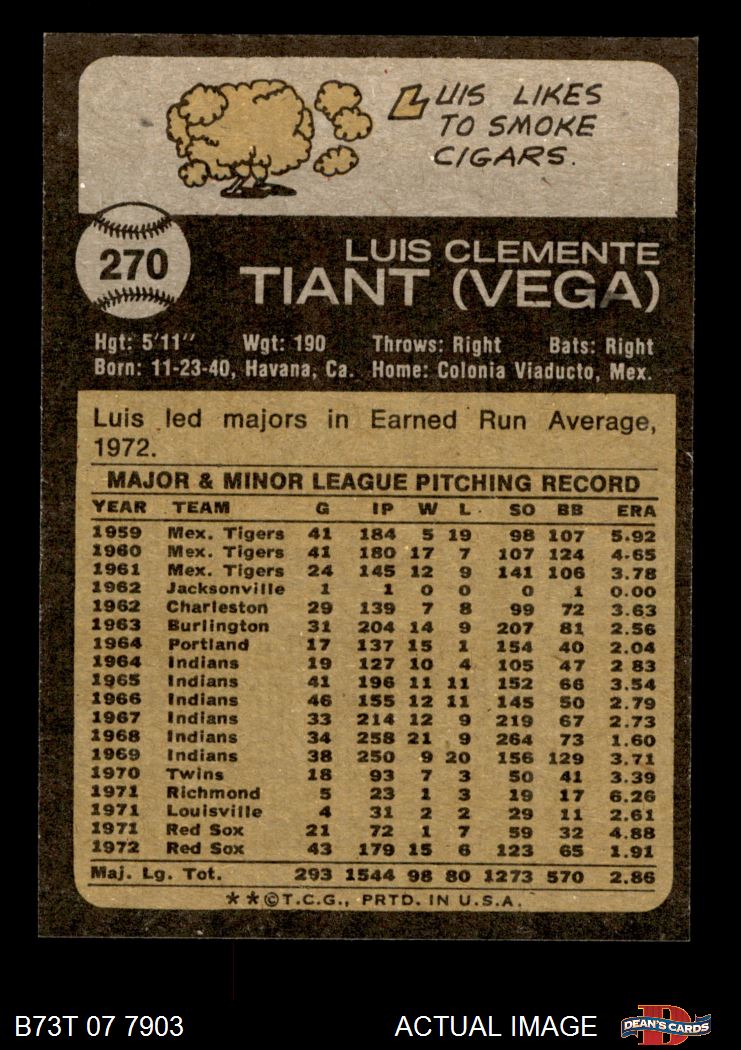 LUIS LIKES
TO SMOKE
CIGARS.
270
LUIS CLEMENTE
TIANT (VEGA)
Hgt: 5'11" Wgt: 190 Throws: Right Bats: Right
Born: 11-23-40, Havana, Ca. Home: Colonia Viaducto, Mex.
Luis led majors in Earned Run Average,
1972.
MAJOR & MINOR LEAGUE PITCHING RECORD
YEAR TEAM G IP W L SO BB ERA
1959 Mex. Tigers 41 184 5 19 98 107 5.92
1960 Mex. Tigers 41 180 17 7 107 124 4.65
1961 Mex. Tigers 24 145 12 9 141 106 3.78
1962 Jacksonville 1 1 0 0 0 1 0.00
1962 Charleston 29 139 7 8 99 72 3.63
1963 Burlington 31 204 14 9 207 81 2.56
1964 Portland 17 137 15 1 154 40 2.04
1964 Indians 19 127 10 4 105 47 2 83
1965 Indians 41 196 11 11 152 66 3.54
1966 Indians 46 155 12 11 145 50 2.79
1967 Indians 33 214 12 9 219 67 2.73
1968 Indians 34 258 21 9 264 73 1.60
1969 Indians 38 250 9 20 156 129 3.71
1970 Twins 18 93 7 3 50 41 3.39
1971 Richmond 5 23 1 3 19 17 6.26
1971 Louisville 4 31 2 2 29 11 2.61
1971 Red Sox 21 72 1 7 59 32 4.88
1972 Red Sox 43 179 15 6 123 65 1.91
Maj. Lg. Tot. 293 1544 98 80 1273 570 2.86
**©T.C.G., PRTD. IN U.S.A.
B73T 07 7903 ACTUAL IMAGE D DEAN'S CARDS